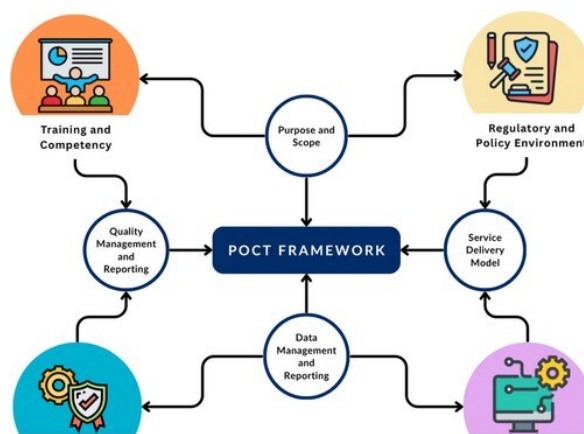 Training and
Competency
Purpose and
Scope
Regulatory and
Policy Environment
Quality
Management
and
Reporting
POCT FRAMEWORK
Service
Delivery
Model
Data
Management
and
Reporting